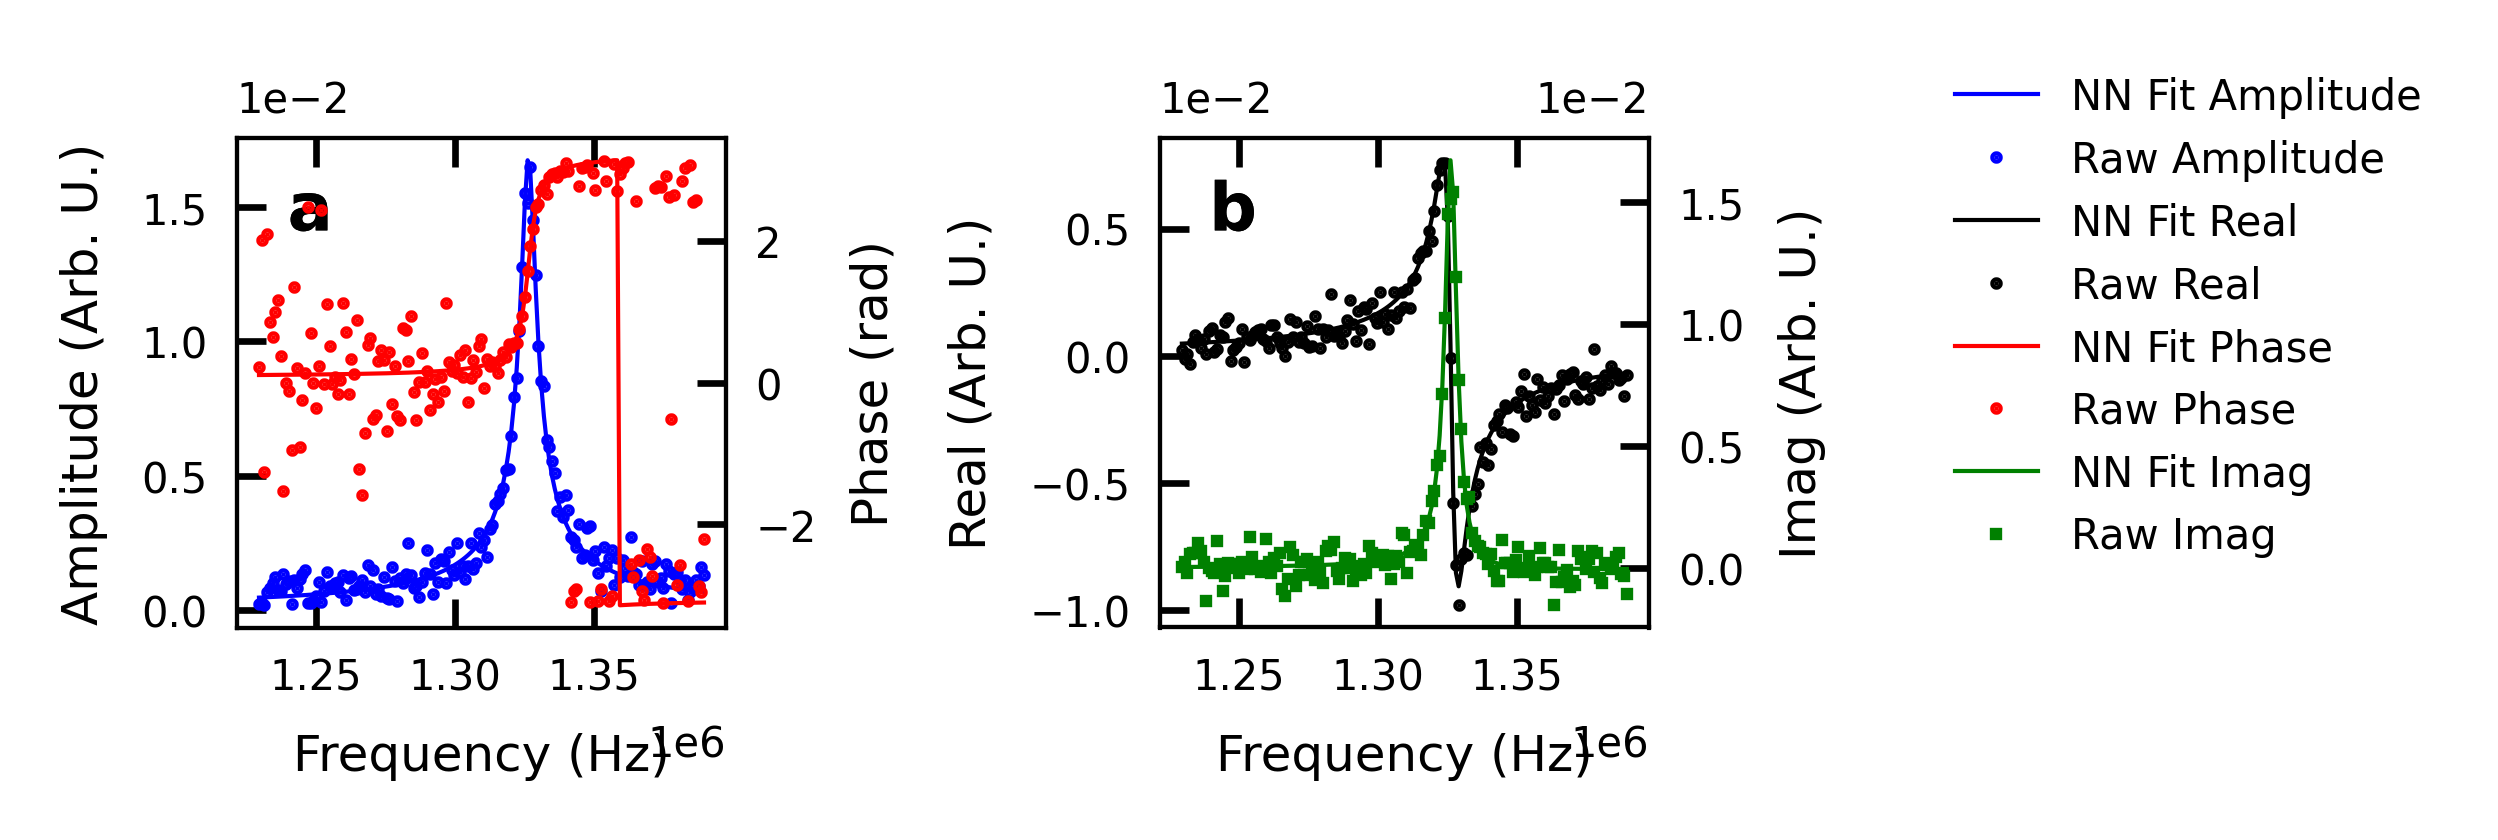 1e−2
Amplitude (Arb. U.)
1.5
1.0
0.5
0.0
a
2
0
−2
Phase (rad)
1.25 1.30 1.35
Frequency (Hz)
1e6
1e−2 1e−2
Real (Arb. U.)
0.5
0.0
−0.5
−1.0
b
1.5
1.0
0.5
0.0
Imag (Arb. U.)
1.25 1.30 1.35
Frequency (Hz)
1e6
NN Fit Amplitude
Raw Amplitude
NN Fit Real
Raw Real
NN Fit Phase
Raw Phase
NN Fit Imag
Raw Imag